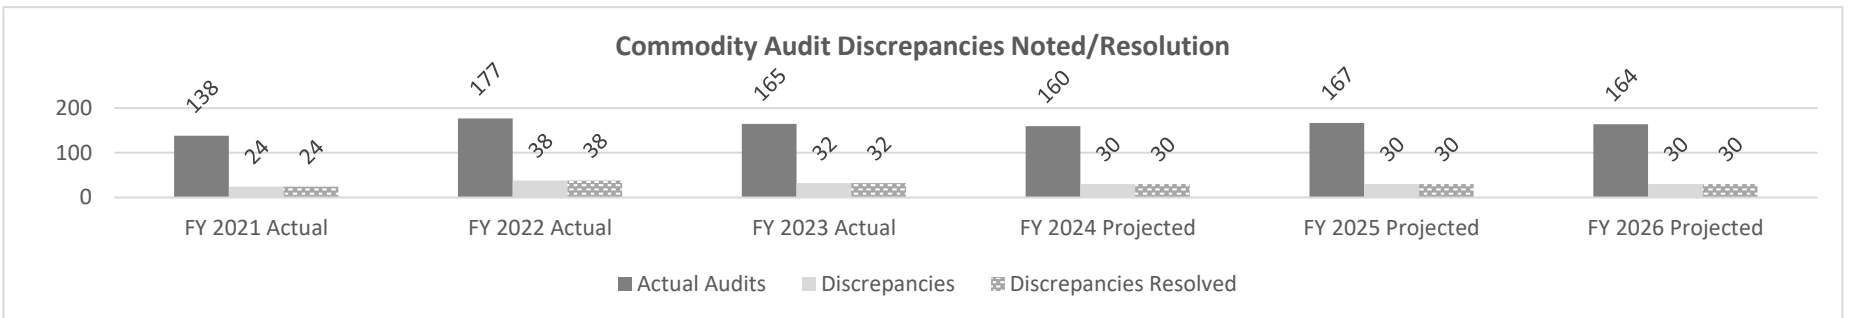 Commodity Audit Discrepancies Noted/Resolution
138 24 24 177 38 38 165 32 32 160 30 30 167 30 30 164 30 30
200
100
0
FY 2021 Actual FY 2022 Actual FY 2023 Actual FY 2024 Projected FY 2025 Projected FY 2026 Projected
Actual Audits Discrepancies Discrepancies Resolved